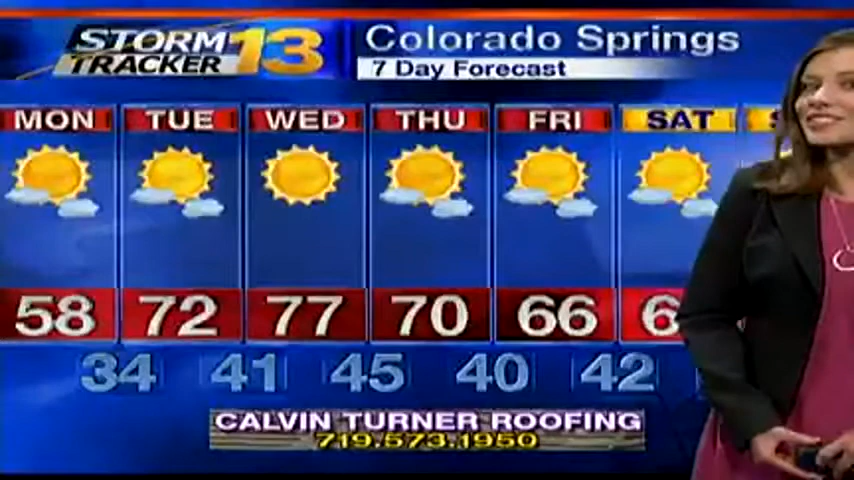 STORM TRACKER 13
Colorado Springs
7 Day Forecast
MON TUE WED THU FRI SAT
58 72 77 70 66
34 41 45 40 42
CALVIN TURNER ROOFING
719.573.1950